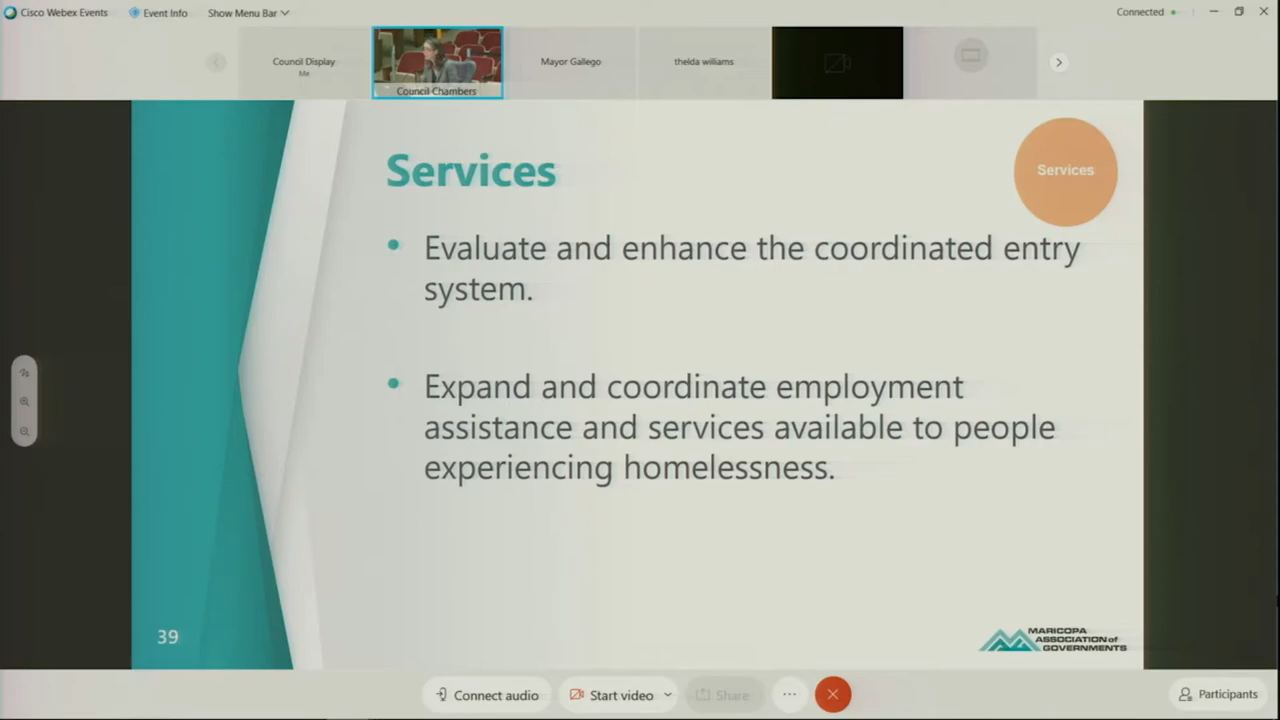 Cisco Webex Events
Event Info
Show Menu Bar
Connected
Council Display
Me
Council Chambers
Mayor Gallego
thelda williams
Services
Services
Evaluate and enhance the coordinated entry
system.
Expand and coordinate employment
assistance and services available to people
experiencing homelessness.
39
MARICOPA
ASSOCIATION of
GOVERNMENTS
Connect audio
Start video
Share
Participants